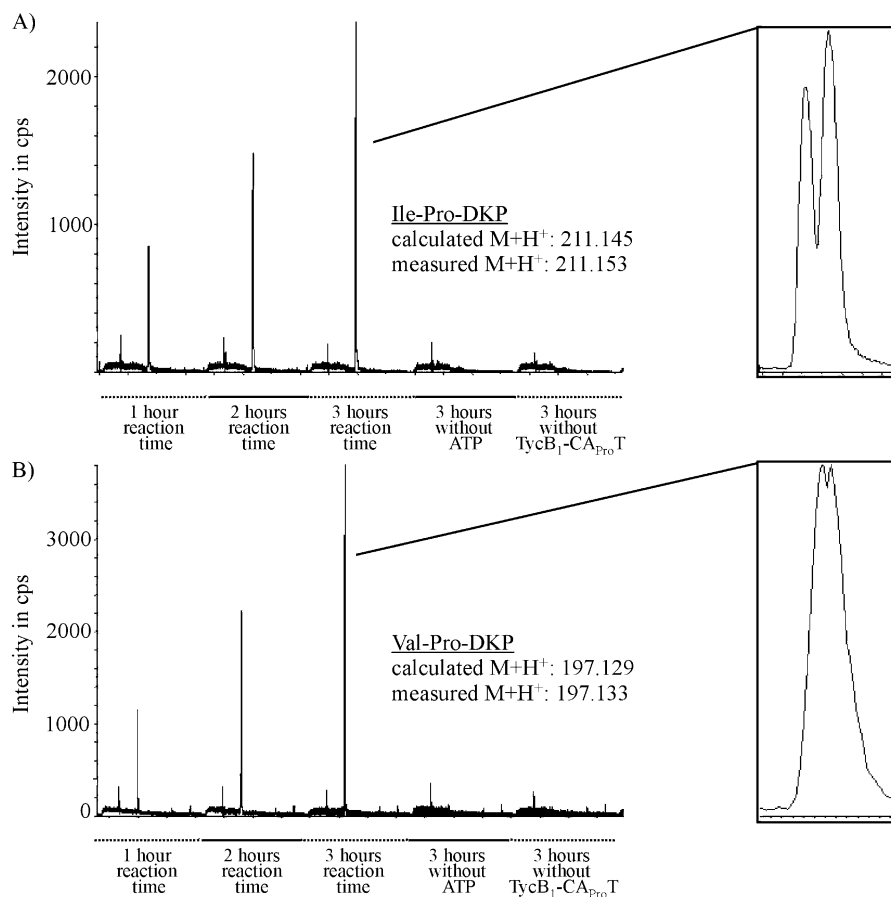 A)
Intensity in cps
2000
1000
Ile-Pro-DKP
calculated M+H⁺: 211.145
measured M+H⁺: 211.153
1 hour
reaction
time
2 hours
reaction
time
3 hours
reaction
time
3 hours
without
ATP
3 hours
without
TycB₁-CA_ProT
B)
Intensity in cps
3000
2000
1000
0
Val-Pro-DKP
calculated M+H⁺: 197.129
measured M+H⁺: 197.133
1 hour
reaction
time
2 hours
reaction
time
3 hours
reaction
time
3 hours
without
ATP
3 hours
without
TycB₁-CA_ProT